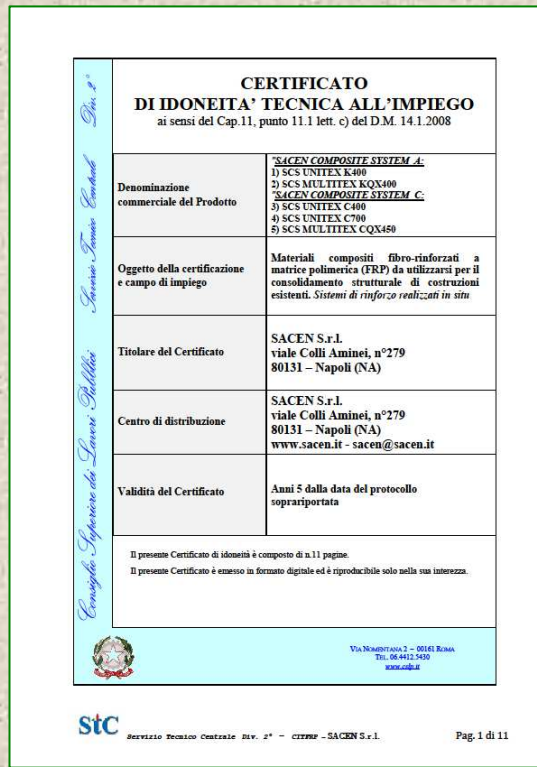 CERTIFICATO
DI IDONEITA' TECNICA ALL'IMPIEGO
ai sensi del Cap.11, punto 11.1 lett. c) del D.M. 14.1.2008
Denominazione
commerciale del Prodotto
"SACEN COMPOSITE SYSTEM A:
1) SCS UNITEX K400
2) SCS MULTITEX KQX400
"SACEN COMPOSITE SYSTEM C:
3) SCS UNITEX C400
4) SCS UNITEX C700
5) SCS MULTITEX CQX450
Oggetto della certificazione
e campo di impiego
Materiali compositi fibro-rinforzati a
matrice polimerica (FRP) da utilizzarsi per il
consolidamento strutturale di costruzioni
esistenti. Sistemi di rinforzo realizzati in situ
Titolare del Certificato
SACEN S.r.l.
viale Colli Aminei, n°279
80131 – Napoli (NA)
Centro di distribuzione
SACEN S.r.l.
viale Colli Aminei, n°279
80131 – Napoli (NA)
www.sacen.it - sacen@sacen.it
Validità del Certificato
Anni 5 dalla data del protocollo
soprariportata
Il presente Certificato di idoneità è composto di n.11 pagine.
Il presente Certificato è emesso in formato digitale ed è riproducibile solo nella sua interezza.
Consiglio Superiore dei Lavori Pubblici Servizio Tecnico Centrale Div. 2°
VIA NOMENTANA 2 – 00161 ROMA
TEL. 06.4412.5430
www.cslp.it
StC
Servizio Tecnico Centrale Div. 2° – CITFRP – SACEN S.r.l.
Pag. 1 di 11